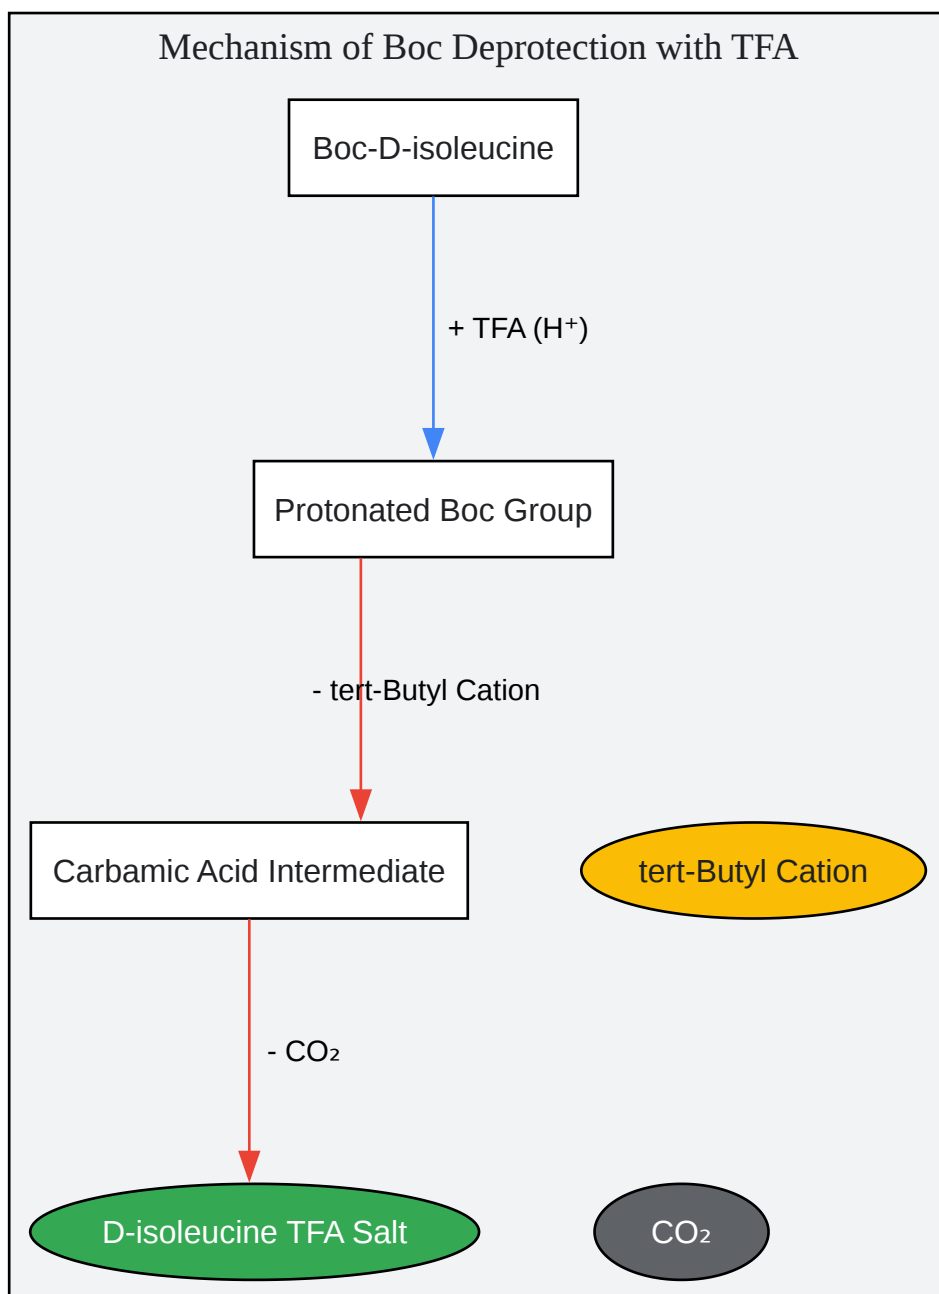 Mechanism of Boc Deprotection with TFA
Boc-D-isoleucine
+ TFA (H⁺)
Protonated Boc Group
- tert-Butyl Cation
Carbamic Acid Intermediate
tert-Butyl Cation
- CO₂
D-isoleucine TFA Salt
CO₂